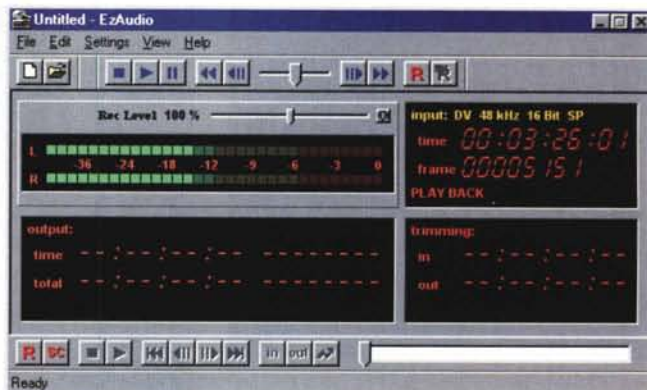 Untitled - EzAudio
File Edit Settings View Help
R R
Rec Level 100 %
L
-36 -24 -18 -12 -9 -6 -3 0
R
input: DV 48 kHz 16 Bit SP
time 00:03:26:01
frame 00005151
PLAY BACK
output:
time --:--:--:-- --------
total --:--:--:-- --------
trimming:
in --:--:--:--
out --:--:--:--
R SC in out
Ready